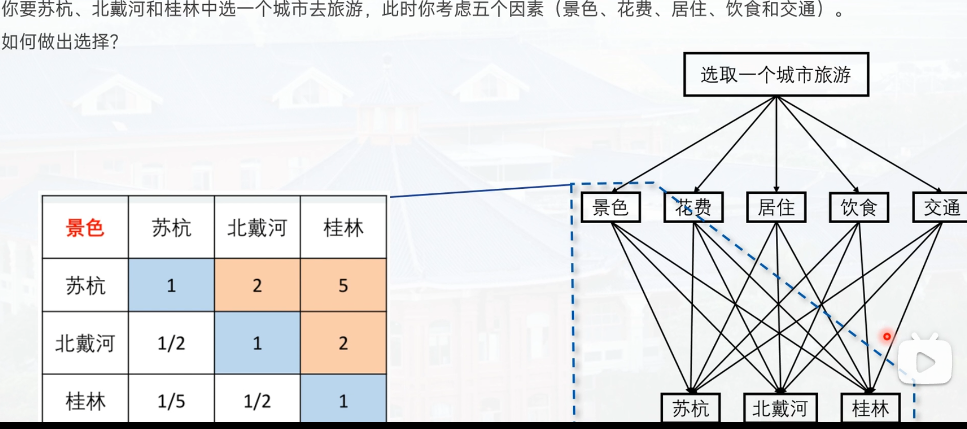 你要苏杭、北戴河和桂林中选一个城市去旅游，此时你考虑五个因素（景色、花费、居住、饮食和交通）。
如何做出选择？
选取一个城市旅游
景色 花费 居住 饮食 交通
景色 苏杭 北戴河 桂林
苏杭 1 2 5
北戴河 1/2 1 2
桂林 1/5 1/2 1
苏杭 北戴河 桂林